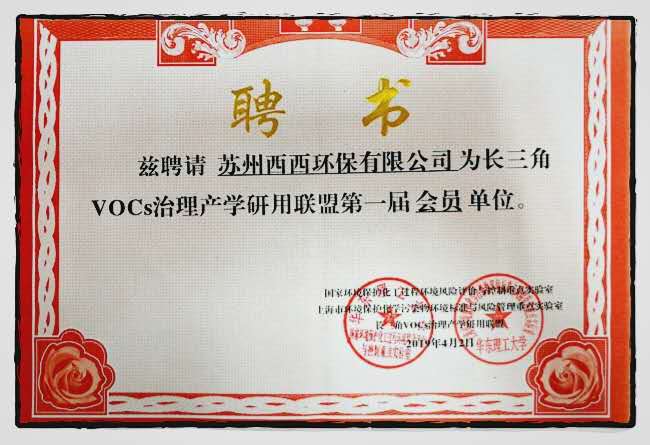 聘书
兹聘请 苏州西西环保有限公司 为长三角
VOCs治理产学研用联盟第一届 会员 单位。
国家环境保护化工过程环境风险评价与控制重点实验室
上海市环境保护化学污染物环境标准与风险管理重点实验室
长三角VOCs治理产学研用联盟
2019年4月2日
华东理工大学